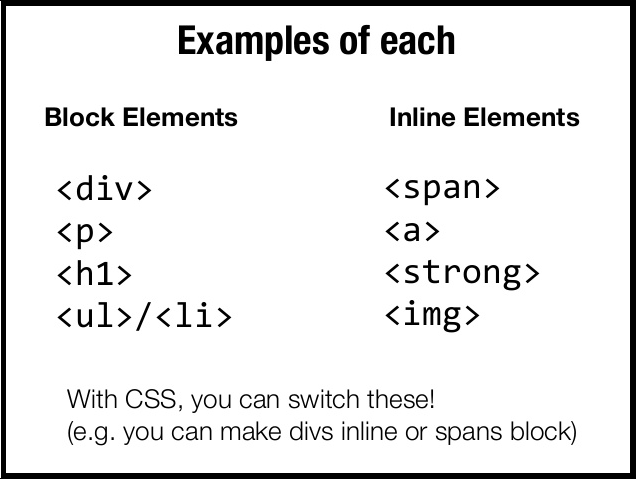 Examples of each
Block Elements
<div>
<p>
<h1>
<ul>/<li>
Inline Elements
<span>
<a>
<strong>
<img>
With CSS, you can switch these!
(e.g. you can make divs inline or spans block)